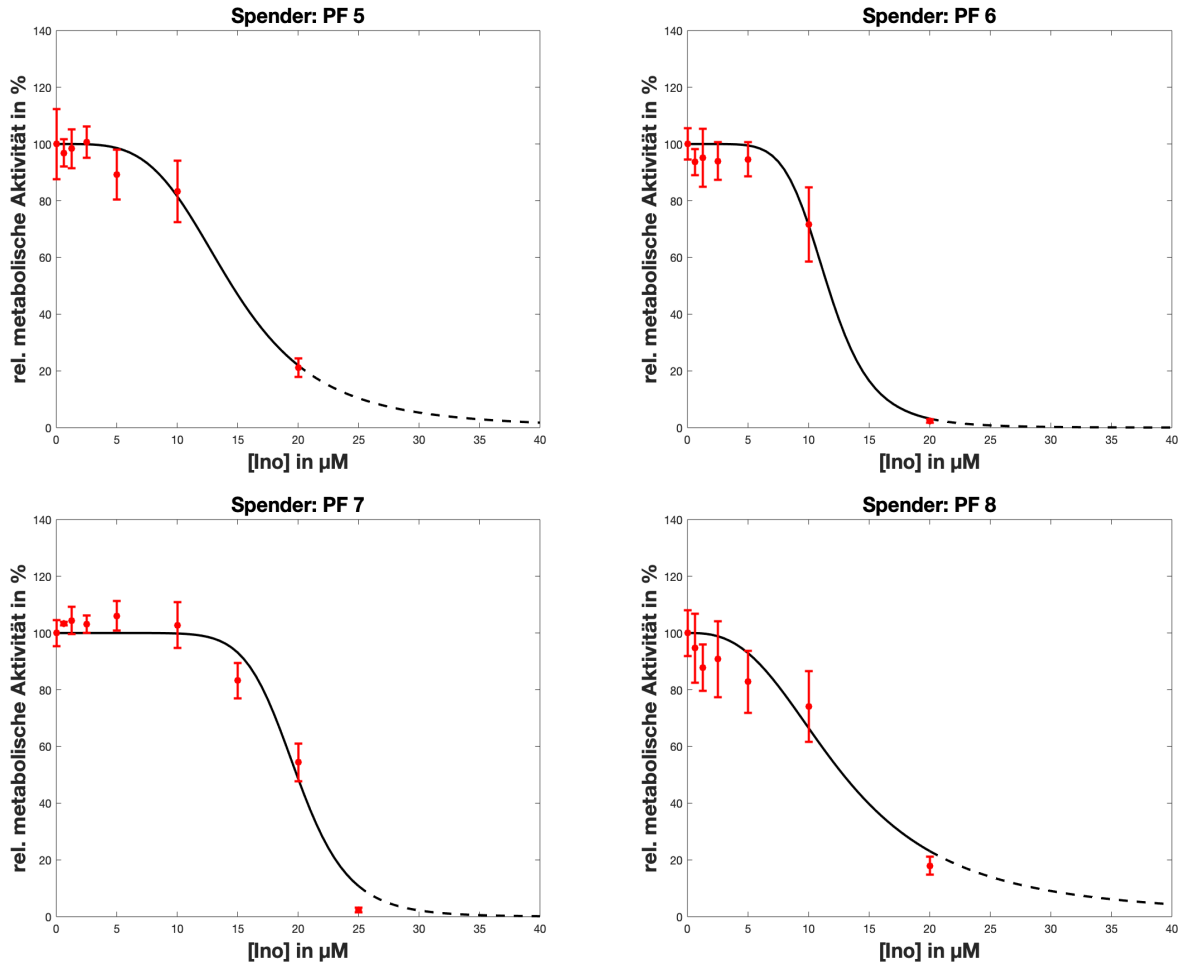 Spender: PF 5
rel. metabolische Aktivität in %
140
120
100
80
60
40
20
0
0 5 10 15 20 25 30 35 40
[Ino] in µM
Spender: PF 6
rel. metabolische Aktivität in %
140
120
100
80
60
40
20
0
0 5 10 15 20 25 30 35 40
[Ino] in µM
Spender: PF 7
rel. metabolische Aktivität in %
140
120
100
80
60
40
20
0
0 5 10 15 20 25 30 35 40
[Ino] in µM
Spender: PF 8
rel. metabolische Aktivität in %
140
120
100
80
60
40
20
0
0 5 10 15 20 25 30 35 40
[Ino] in µM